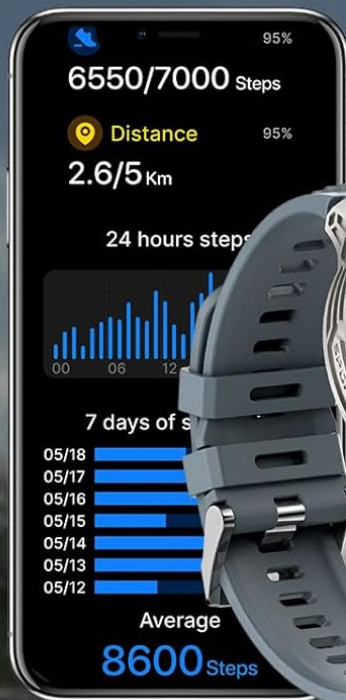 95%
6550/7000 Steps
Distance 95%
2.6/5 Km
24 hours steps
00 06 12
7 days of s
05/18
05/17
05/16
05/15
05/14
05/13
05/12
Average
8600 Steps